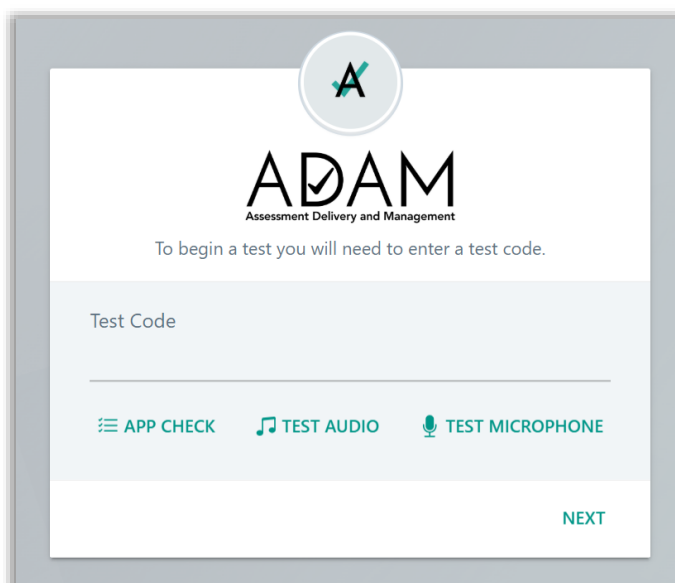 A
ADAM
Assessment Delivery and Management
To begin a test you will need to enter a test code.
Test Code
APP CHECK TEST AUDIO TEST MICROPHONE
NEXT